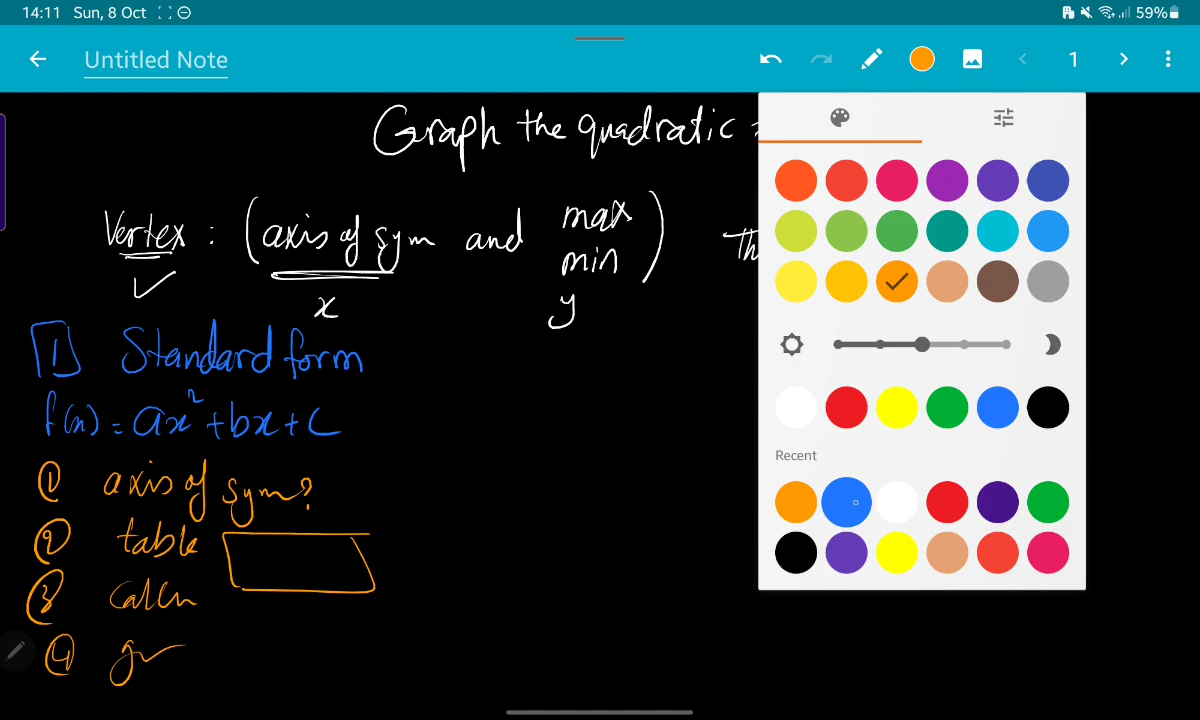 14:11 Sun, 8 Oct 59%
Untitled Note 1
Graph the quadratic =
Vertex : (axis of sym and max min) Th
x y
1 Standard form
f(x) = ax²+bx+c
① axis of sym?
② table
③ calcu
④ gr
Recent